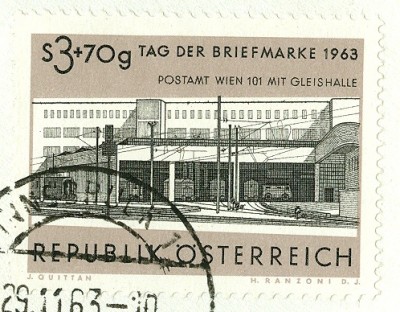 S3+70g TAG DER BRIEFMARKE 1963
POSTAMT WIEN 101 MIT GLEISHALLE
REPUBLIK ÖSTERREICH
J. QUITTAN H. RANZONI D. J.
29.11.63-10